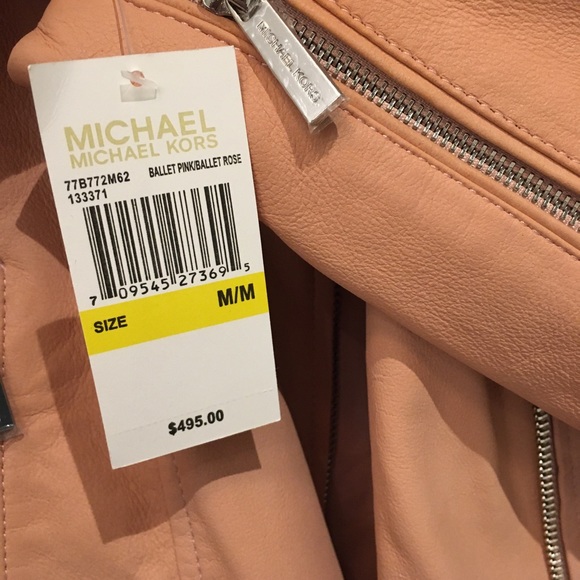 MICHAEL KORS
MICHAEL
MICHAEL KORS
77B772M62 BALLET PINK/BALLET ROSE
133371
7 09545 27369 5
SIZE M/M
$495.00